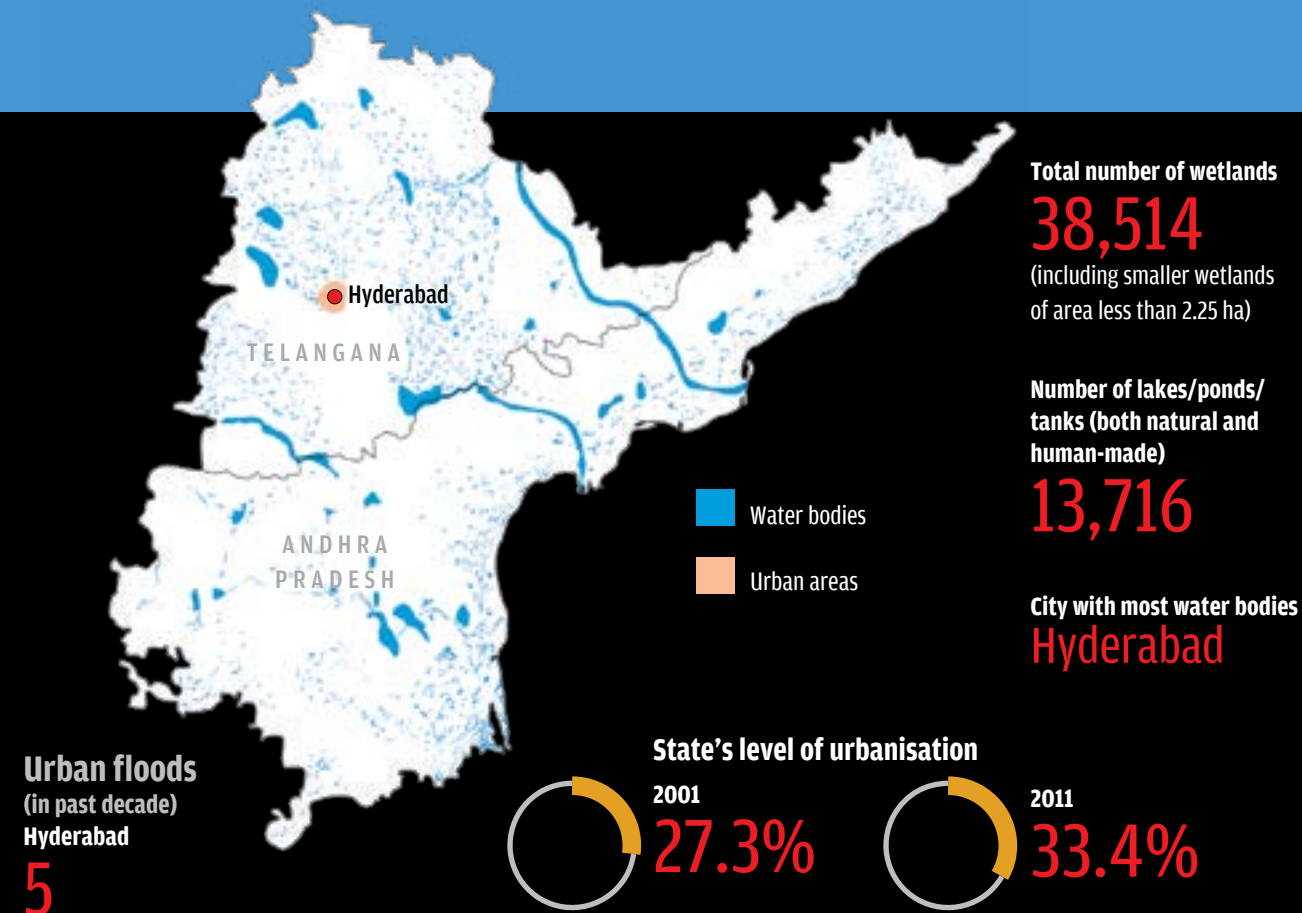 Total number of wetlands
38,514
(including smaller wetlands
of area less than 2.25 ha)
Hyderabad
TELANGANA
Number of lakes/ponds/
tanks (both natural and
human-made)
13,716
Water bodies
Urban areas
ANDHRA
PRADESH
City with most water bodies
Hyderabad
Urban floods
(in past decade)
Hyderabad
5
State's level of urbanisation
2001
27.3%
2011
33.4%